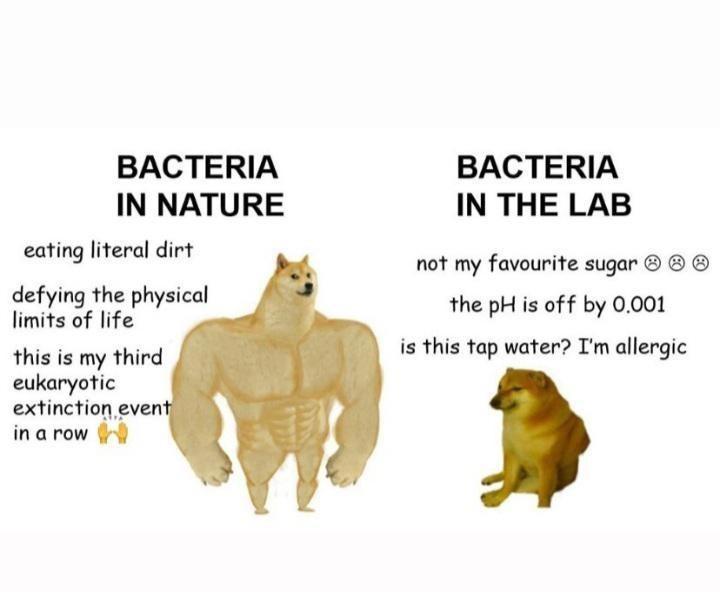 BACTERIA
IN NATURE
eating literal dirt
defying the physical
limits of life
this is my third
eukaryotic
extinction event
in a row 🙌
BACTERIA
IN THE LAB
not my favourite sugar ☹ ☹ ☹
the pH is off by 0.001
is this tap water? I'm allergic